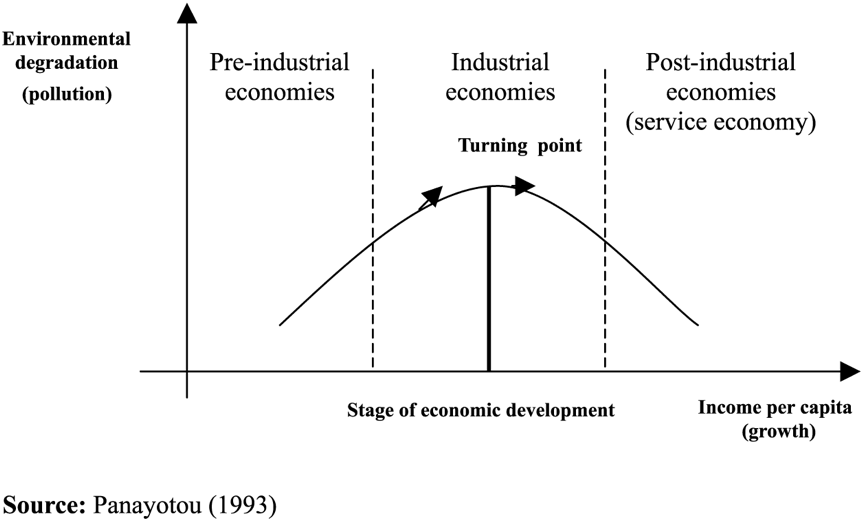 Environmental
degradation
(pollution)
Pre-industrial
economies
Industrial
economies
Post-industrial
economies
(service economy)
Turning point
Stage of economic development
Income per capita
(growth)
Source: Panayotou (1993)